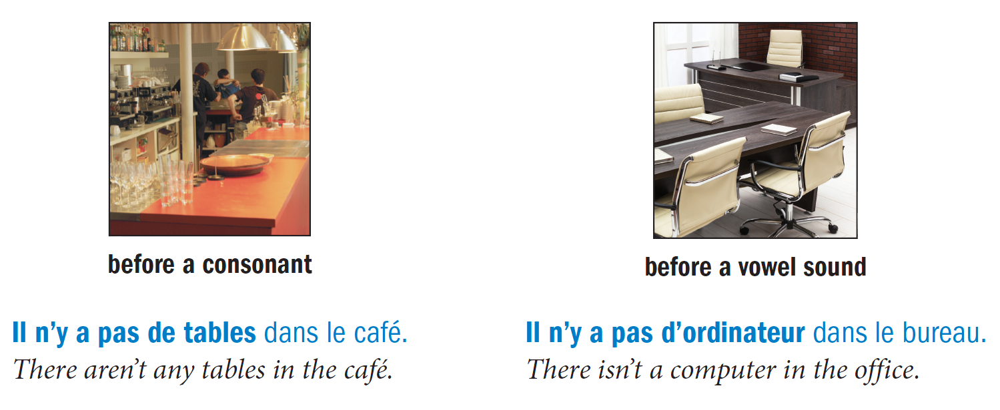 before a consonant
before a vowel sound
Il n’y a pas de tables dans le café.
There aren’t any tables in the café.
Il n’y a pas d’ordinateur dans le bureau.
There isn’t a computer in the office.